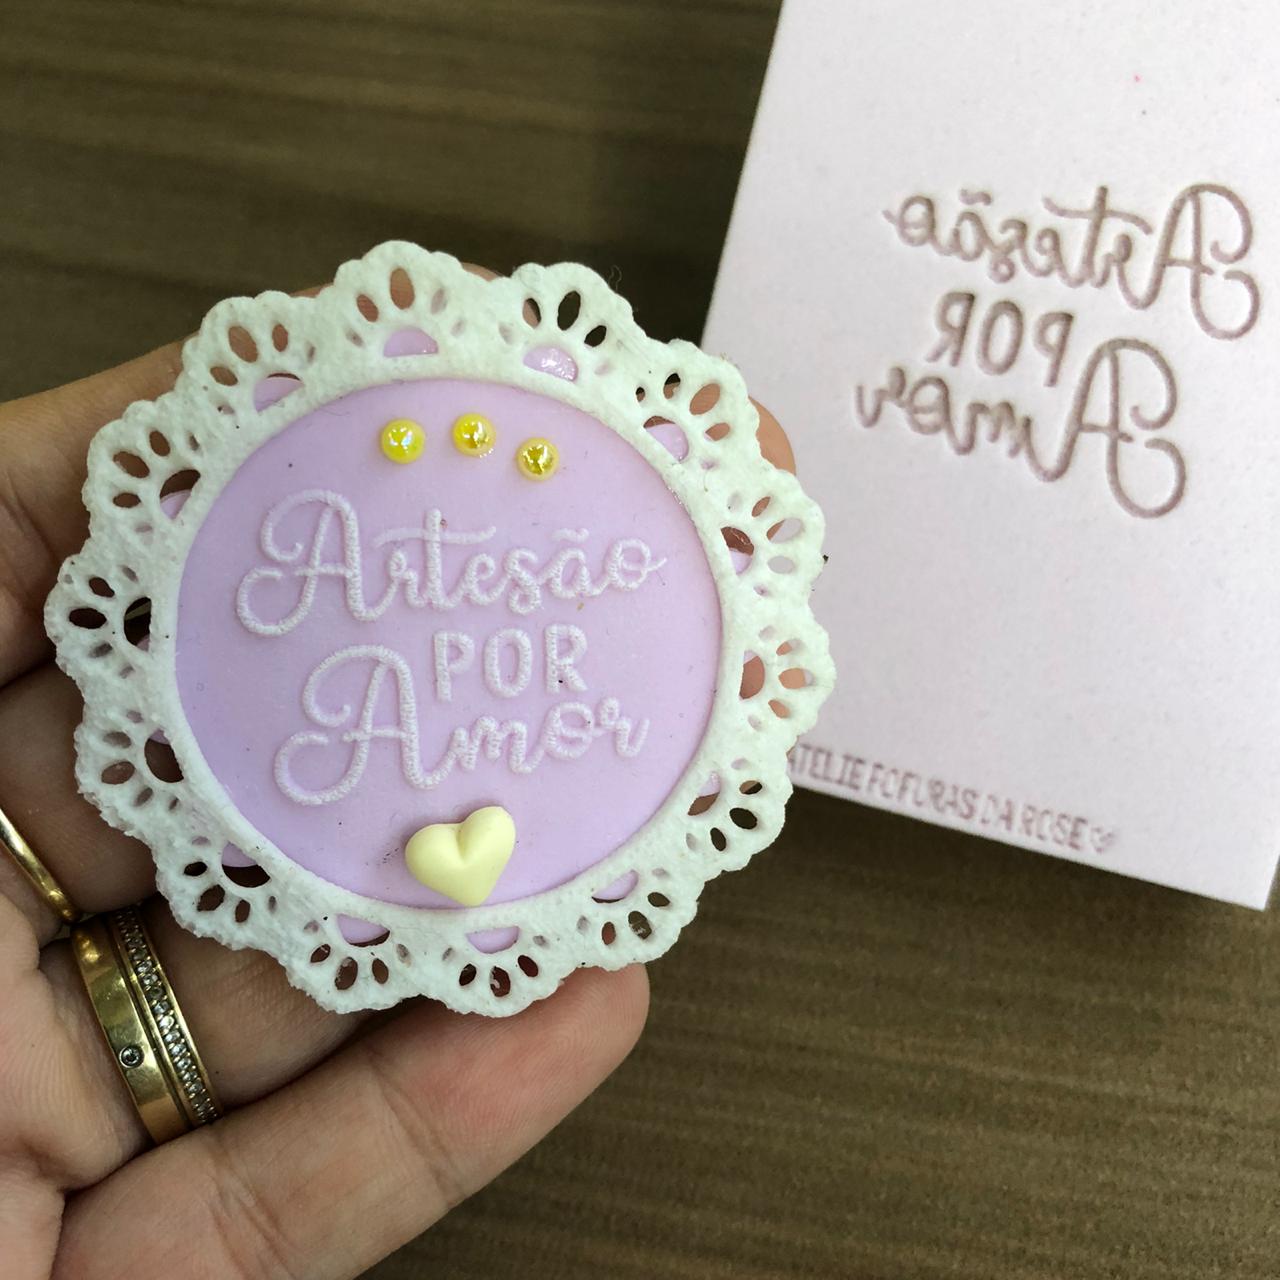 Artesão
POR
Amor
Artesão
POR
Amor
ATELIE FOFURAS DA ROSE